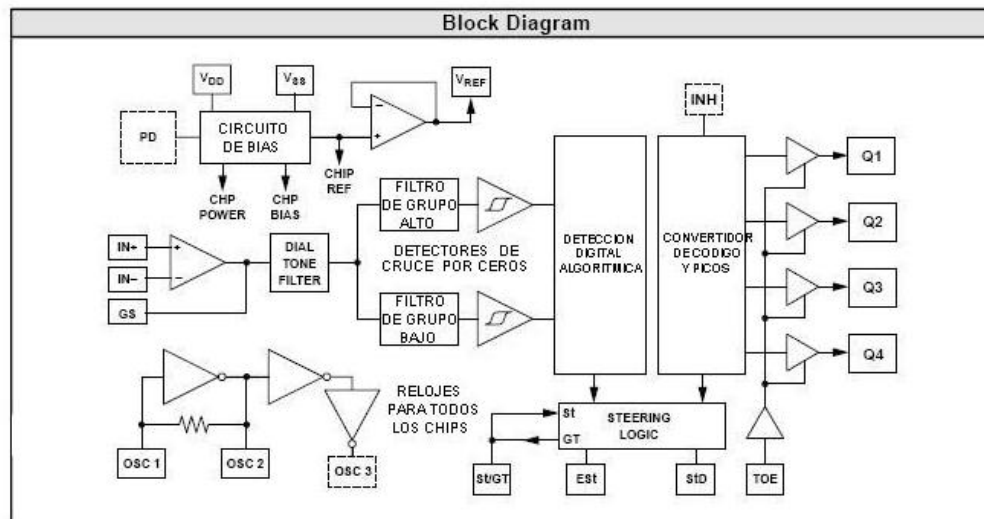 Block Diagram
VDD
VSS
VREF
INH
PD
CIRCUITO
DE BIAS
CHIP
REF
CHP
POWER
CHP
BIAS
Q1
Q2
Q3
Q4
FILTRO
DE GRUPO
ALTO
IN+
IN−
GS
DIAL
TONE
FILTER
DETECTORES DE
CRUCE POR CEROS
FILTRO
DE GRUPO
BAJO
DETECCION
DIGITAL
ALGORITMICA
CONVERTIDOR
DE CODIGO
Y PICOS
RELOJES
PARA TODOS
LOS CHIPS
St
GT
STEERING
LOGIC
OSC 1
OSC 2
OSC 3
St/GT
ESt
StD
TOE